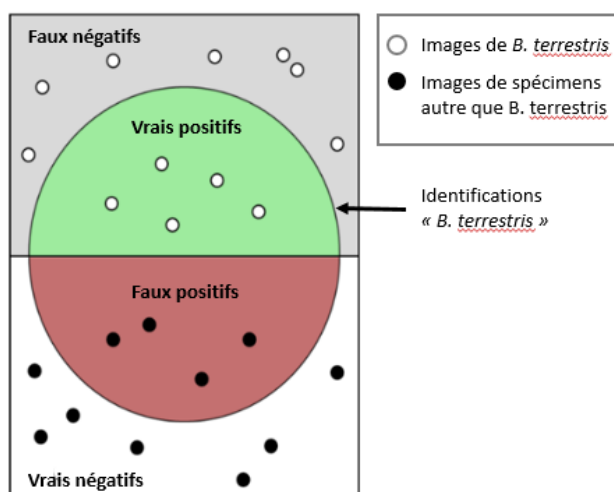 Faux négatifs
Vrais positifs
Faux positifs
Vrais négatifs
Images de B. terrestris
Images de spécimens
autre que B. terrestris
Identifications
« B. terrestris »